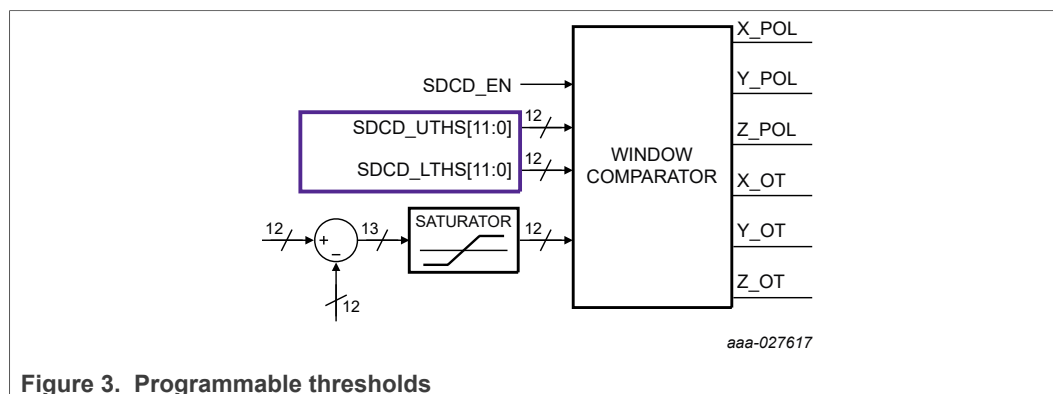 X_POL
SDCD_EN
Y_POL
SDCD_UTHS[11:0]
12
Z_POL
SDCD_LTHS[11:0]
12
WINDOW
COMPARATOR
X_OT
SATURATOR
12
+
−
13
12
Y_OT
12
Z_OT
aaa-027617
Figure 3. Programmable thresholds